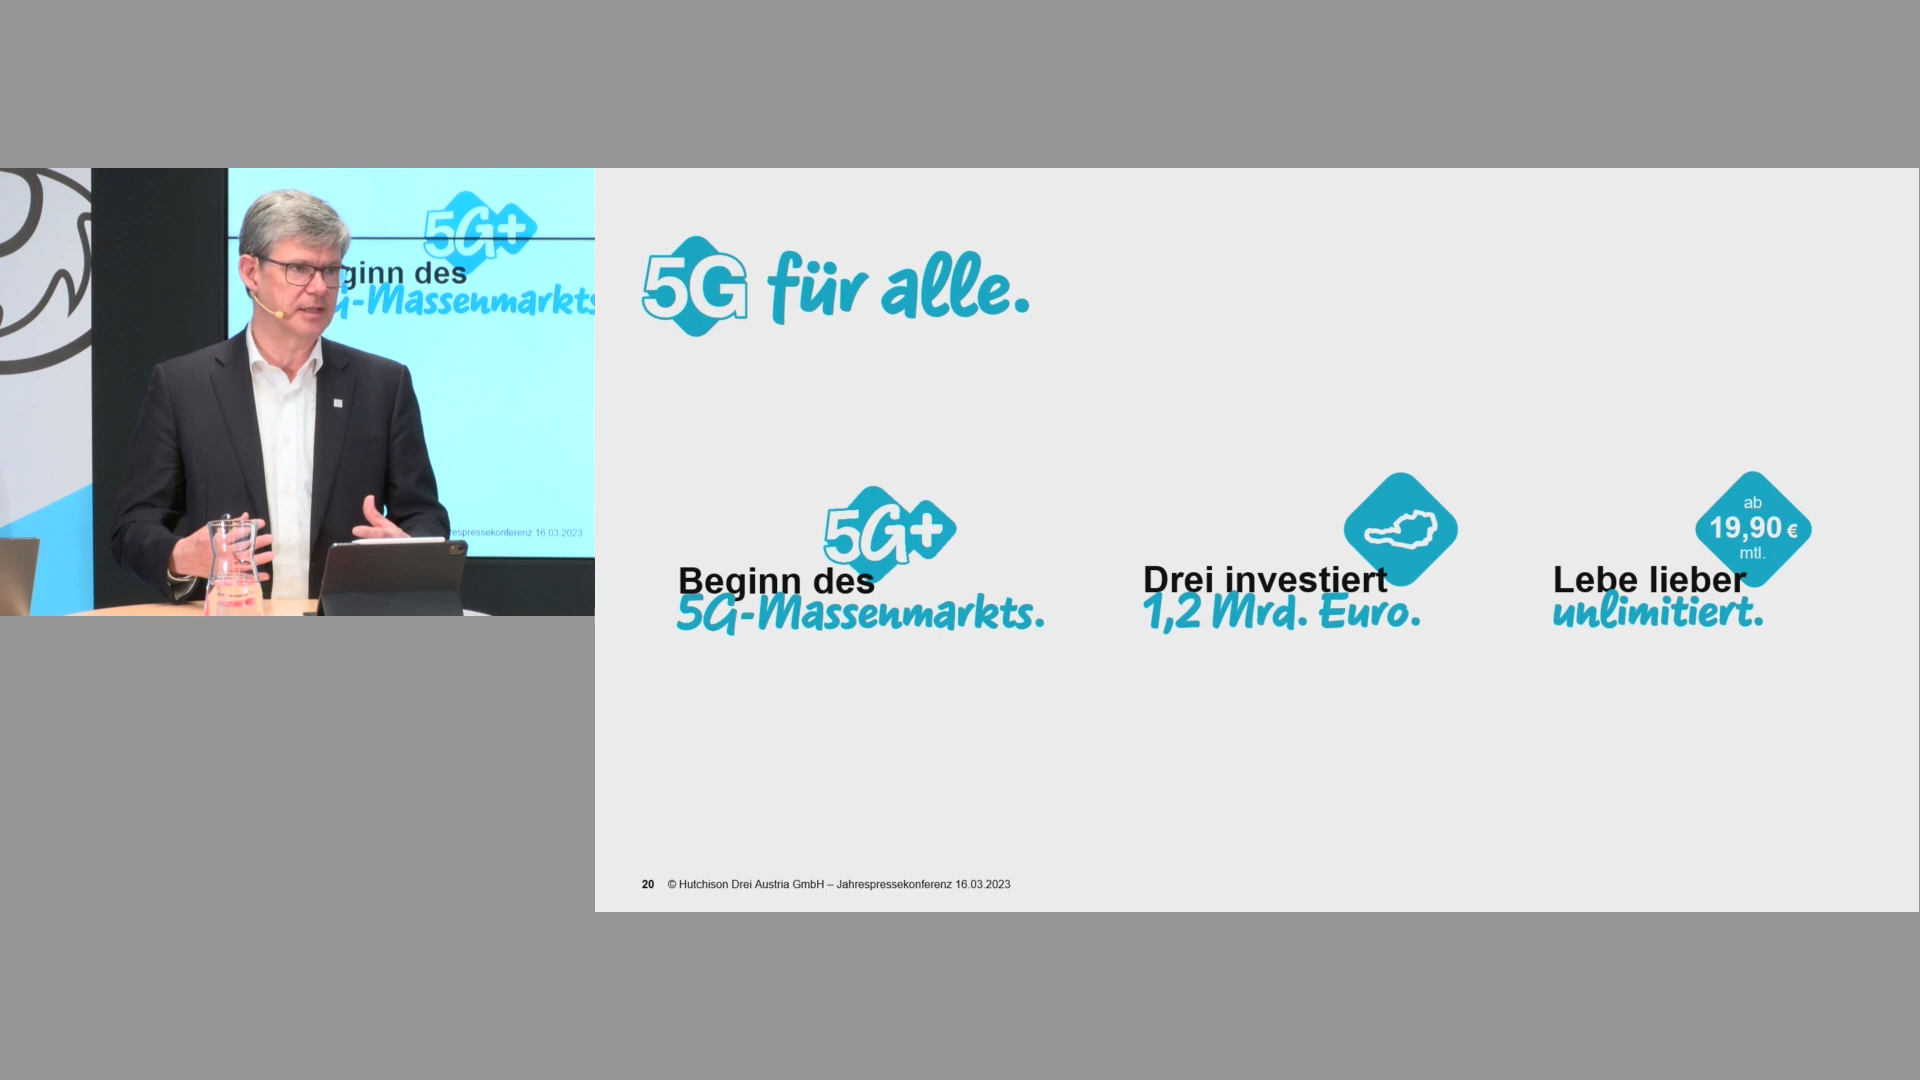 5G+
ginn des
G-Massenmarkts
respressekonferenz 16.03.2023
5G für alle.
5G+
Beginn des
5G-Massenmarkts.
Drei investiert
1,2 Mrd. Euro.
ab
19,90 €
mtl.
Lebe lieber
unlimitiert.
20 © Hutchison Drei Austria GmbH – Jahrespressekonferenz 16.03.2023